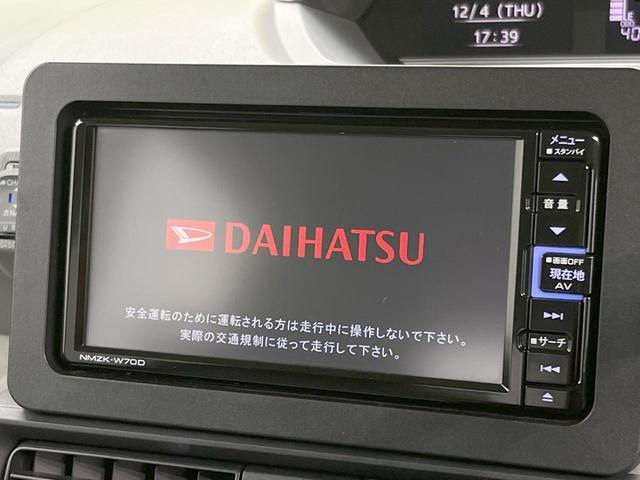 12/4 (THU)
17:39
メニュー
■スタンバイ
音量
■画面OFF
現在地
AV
■サーチ
DAIHATSU
安全運転のために運転される方は走行中に操作しないで下さい。
実際の交通規制に従って走行して下さい。
NMZK-W70D